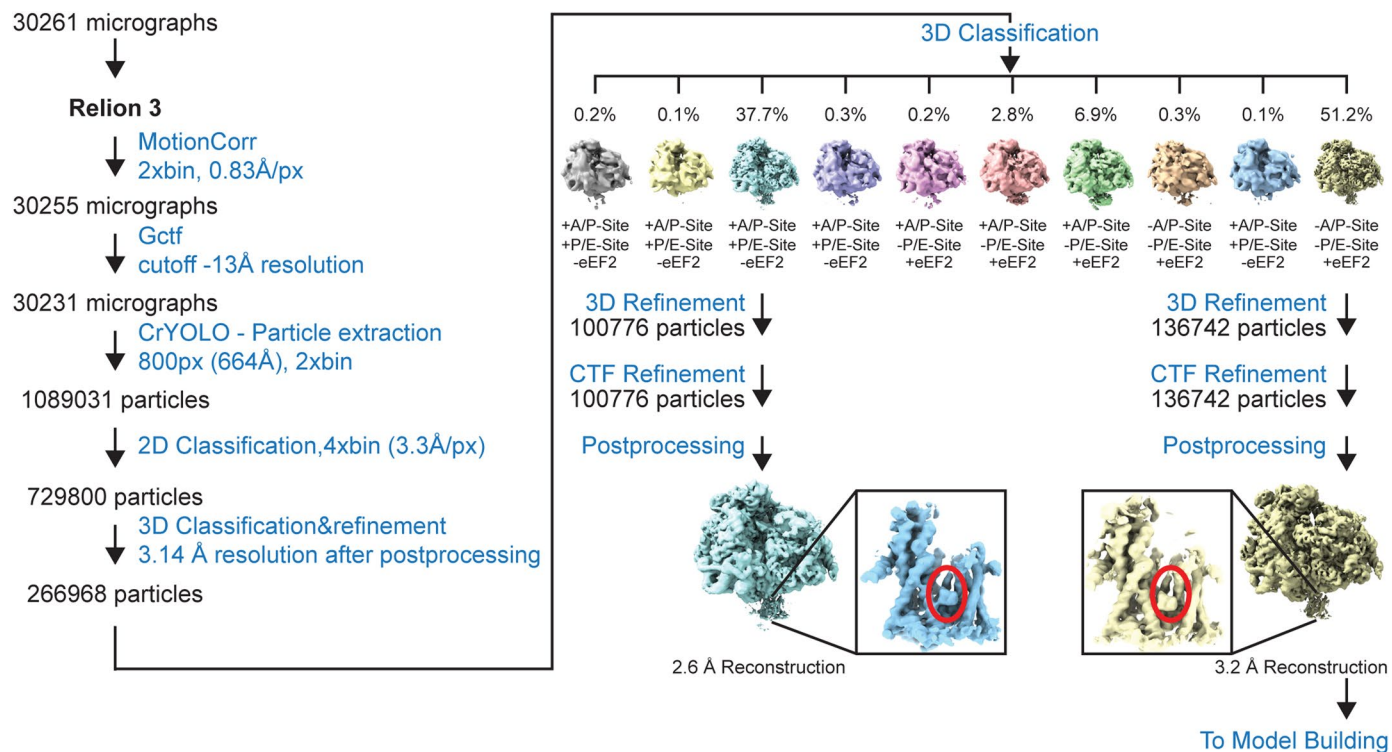 30261 micrographs
Relion 3
MotionCorr
2xbin, 0.83Å/px
30255 micrographs
Gctf
cutoff -13Å resolution
30231 micrographs
CrYOLO - Particle extraction
800px (664Å), 2xbin
1089031 particles
2D Classification,4xbin (3.3Å/px)
729800 particles
3D Classification&refinement
3.14 Å resolution after postprocessing
266968 particles
3D Classification
0.2% 0.1% 37.7% 0.3% 0.2% 2.8% 6.9% 0.3% 0.1% 51.2%
+A/P-Site +A/P-Site +A/P-Site +A/P-Site +A/P-Site +A/P-Site +A/P-Site -A/P-Site +A/P-Site -A/P-Site
+P/E-Site +P/E-Site +P/E-Site +P/E-Site -P/E-Site -P/E-Site -P/E-Site -P/E-Site +P/E-Site -P/E-Site
-eEF2 -eEF2 -eEF2 -eEF2 +eEF2 +eEF2 +eEF2 +eEF2 -eEF2 +eEF2
3D Refinement
100776 particles
CTF Refinement
100776 particles
Postprocessing
2.6 Å Reconstruction
3D Refinement
136742 particles
CTF Refinement
136742 particles
Postprocessing
3.2 Å Reconstruction
To Model Building